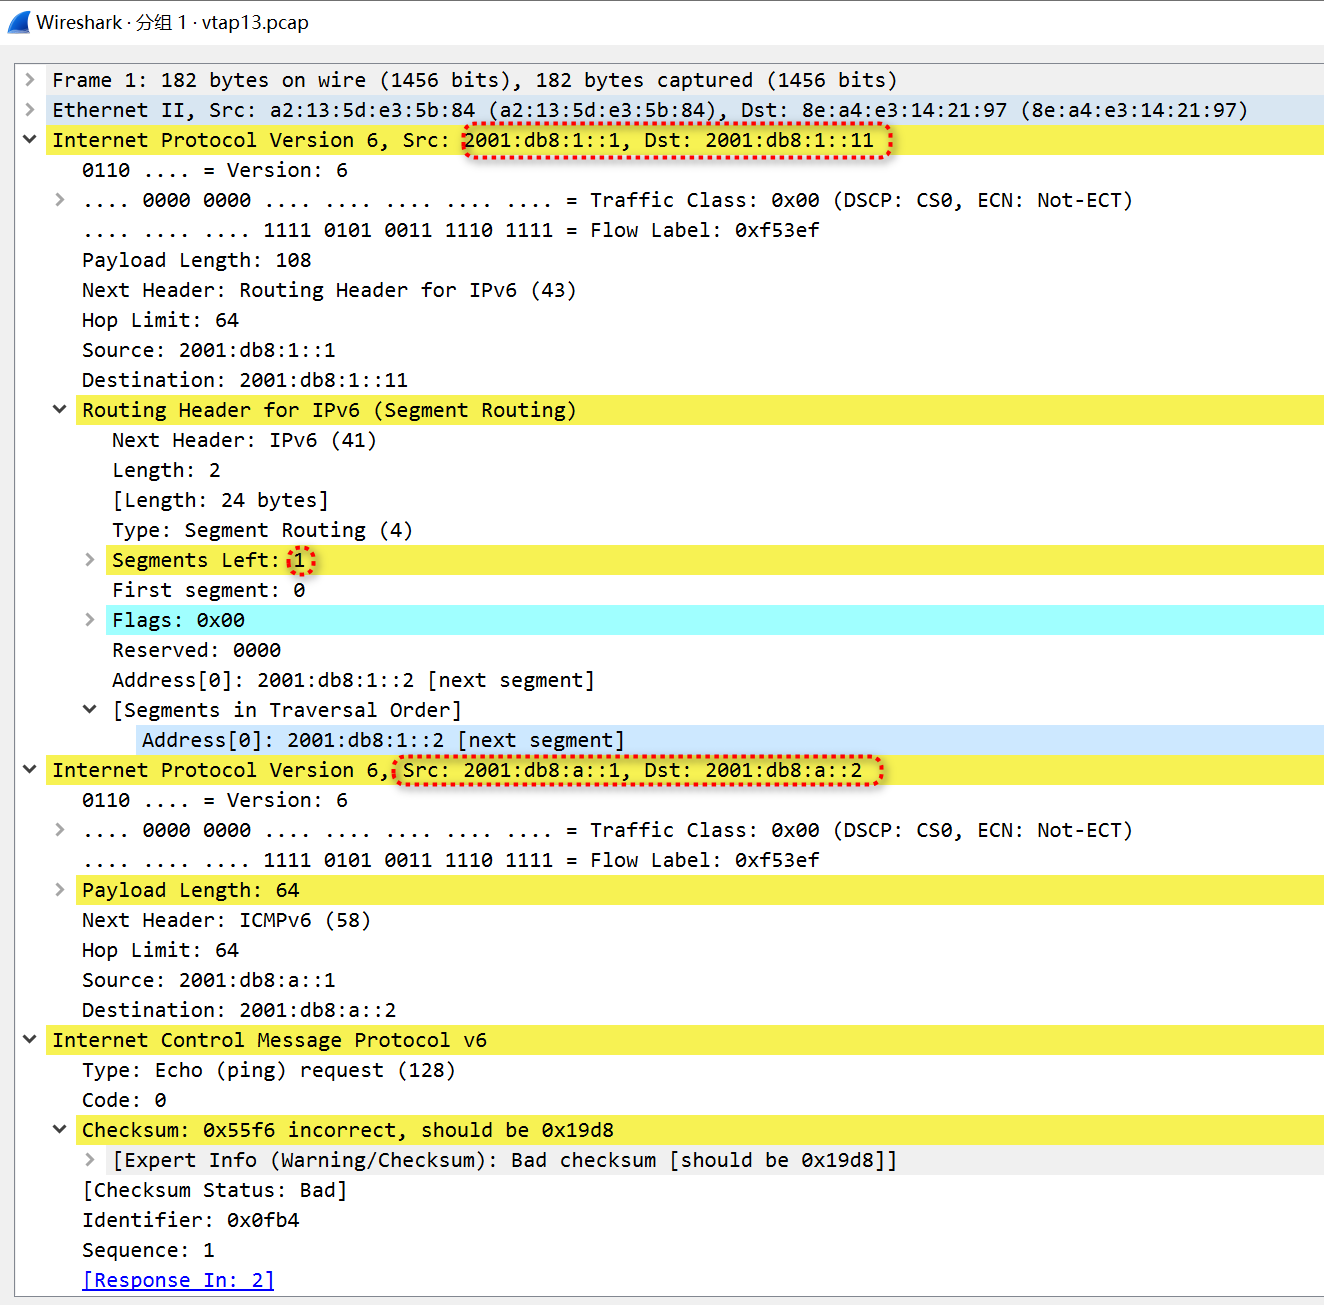 Wireshark · 分组 1 · vtap13.pcap
Frame 1: 182 bytes on wire (1456 bits), 182 bytes captured (1456 bits)
Ethernet II, Src: a2:13:5d:e3:5b:84 (a2:13:5d:e3:5b:84), Dst: 8e:a4:e3:14:21:97 (8e:a4:e3:14:21:97)
Internet Protocol Version 6, Src: 2001:db8:1::1, Dst: 2001:db8:1::11
0110 .... = Version: 6
.... 0000 0000 .... .... .... .... .... = Traffic Class: 0x00 (DSCP: CS0, ECN: Not-ECT)
.... .... .... 1111 0101 0011 1110 1111 = Flow Label: 0xf53ef
Payload Length: 108
Next Header: Routing Header for IPv6 (43)
Hop Limit: 64
Source: 2001:db8:1::1
Destination: 2001:db8:1::11
Routing Header for IPv6 (Segment Routing)
Next Header: IPv6 (41)
Length: 2
[Length: 24 bytes]
Type: Segment Routing (4)
Segments Left: 1
First segment: 0
Flags: 0x00
Reserved: 0000
Address[0]: 2001:db8:1::2 [next segment]
[Segments in Traversal Order]
Address[0]: 2001:db8:1::2 [next segment]
Internet Protocol Version 6, Src: 2001:db8:a::1, Dst: 2001:db8:a::2
0110 .... = Version: 6
.... 0000 0000 .... .... .... .... .... = Traffic Class: 0x00 (DSCP: CS0, ECN: Not-ECT)
.... .... .... 1111 0101 0011 1110 1111 = Flow Label: 0xf53ef
Payload Length: 64
Next Header: ICMPv6 (58)
Hop Limit: 64
Source: 2001:db8:a::1
Destination: 2001:db8:a::2
Internet Control Message Protocol v6
Type: Echo (ping) request (128)
Code: 0
Checksum: 0x55f6 incorrect, should be 0x19d8
[Expert Info (Warning/Checksum): Bad checksum [should be 0x19d8]]
[Checksum Status: Bad]
Identifier: 0x0fb4
Sequence: 1
[Response In: 2]